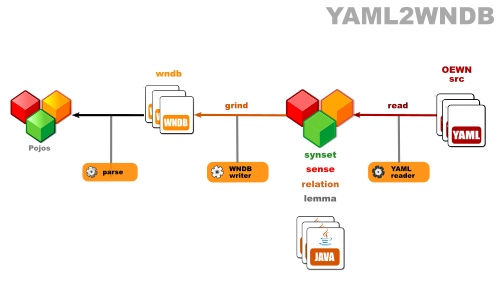 YAML2WNDB
OEWN
src
wndb
grind
read
WNDB
YAML
Pojos
parse
WNDB
writer
YAML
reader
synset
sense
relation
lemma
JAVA